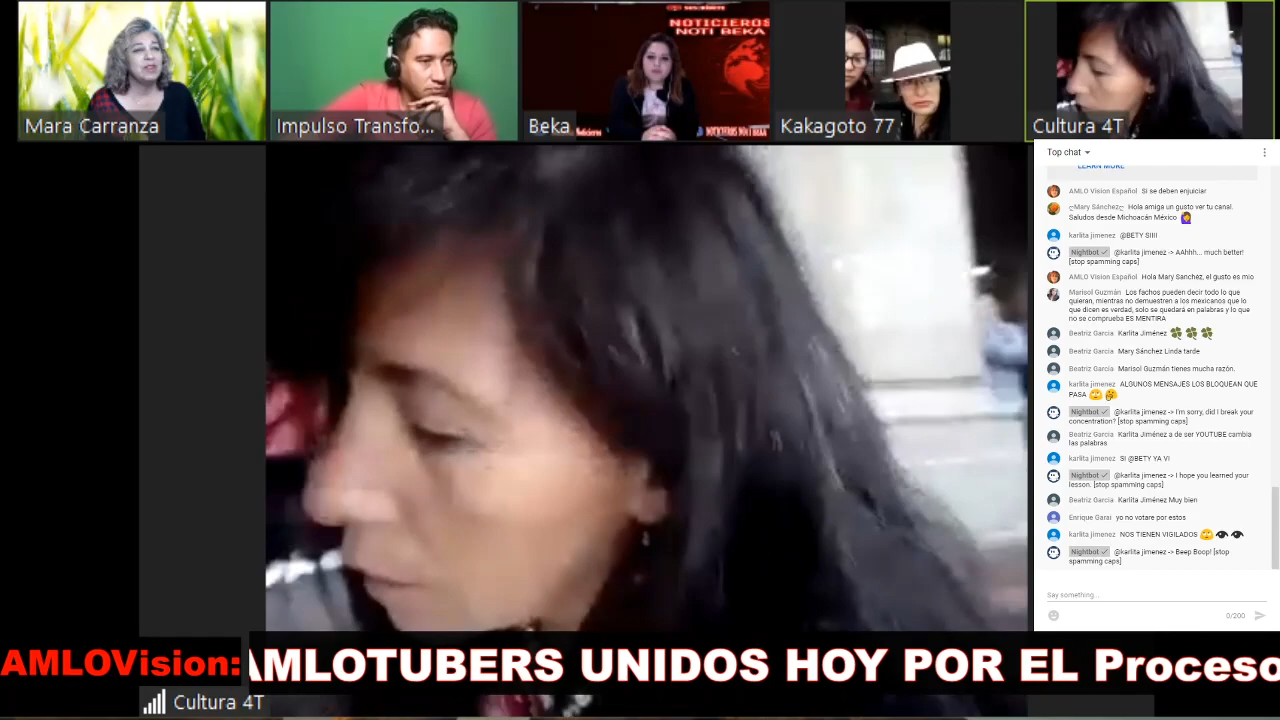 NOTICIEROS
NOTI BEKA
Mara Carranza
Impulso Transfo...
Beka
NOTICIEROS NOTI BEKA
Kakagoto 77
Cultura 4T
Top chat
LEARN MORE
AMLO Vision Español Si se deben enjuiciar
Mary Sánchez Hola amiga un gusto ver tu canal.
Saludos desde Michoacán México 🙋‍♀️
karlita jimenez @BETY SIIII
Nightbot ✓ @karlita jimenez -> AAhhh... much better!
[stop spamming caps]
AMLO Vision Español Hola Mary Sanchéz, el gusto es mio
Marisol Guzmán Los fachos pueden decir todo lo que
quieran, mientras no demuestren a los mexicanos que lo
que dicen es verdad, solo se quedará en palabras y lo que
no se comprueba ES MENTIRA
Beatriz Garcia Karlita Jiménez 🍀 🍀 🍀
Beatriz Garcia Mary Sánchez Linda tarde
Beatriz Garcia Marisol Guzmán tienes mucha razón.
karlita jimenez ALGUNOS MENSAJES LOS BLOQUEAN QUE
PASA 🙄 🤔
Nightbot ✓ @karlita jimenez -> I'm sorry, did I break your
concentration? [stop spamming caps]
Beatriz Garcia Karlita Jiménez a de ser YOUTUBE cambia
las palabras
karlita jimenez SI @BETY YA VI
Nightbot ✓ @karlita jimenez -> I hope you learned your
lesson. [stop spamming caps]
Beatriz Garcia Karlita Jiménez Muy bien
Enrique Garai yo no votare por estos
karlita jimenez NOS TIENEN VIGILADOS 🙄 👁 👁
Nightbot ✓ @karlita jimenez -> Beep Boop! [stop
spamming caps]
Say something...
0/200
AMLOVision: AMLOTUBERS UNIDOS HOY POR EL Proceso
Cultura 4T